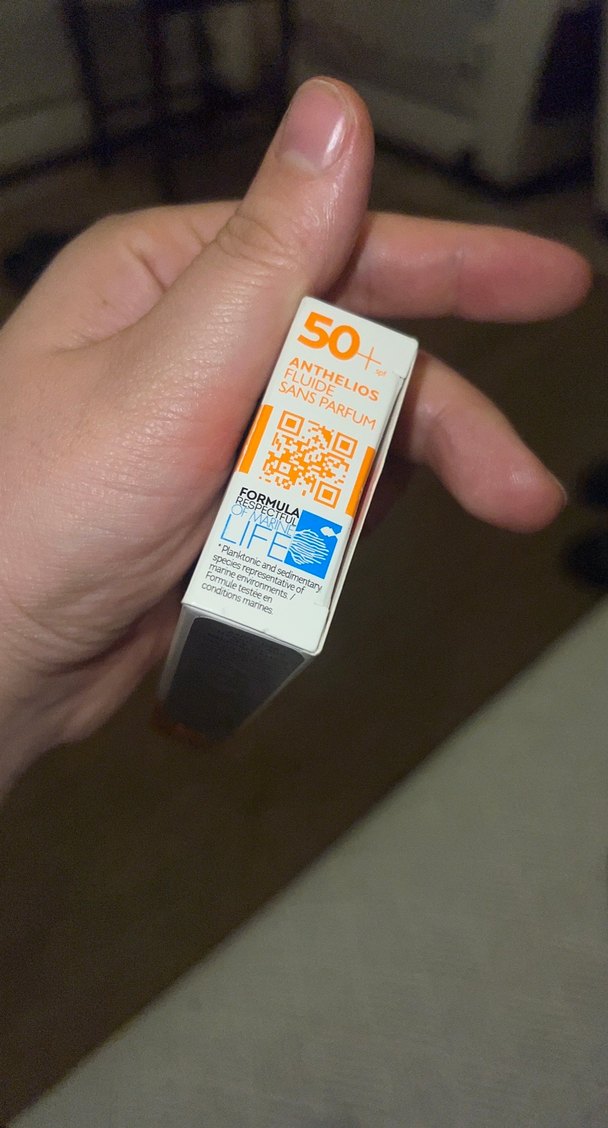 50+
spf
ANTHELIOS
FLUIDE
SANS PARFUM
FORMULA
RESPECTFUL
OF MARINE
LIFE
* Planktonic and sedimentary
species representative of
marine environments. /
Formule testée en
conditions marines.